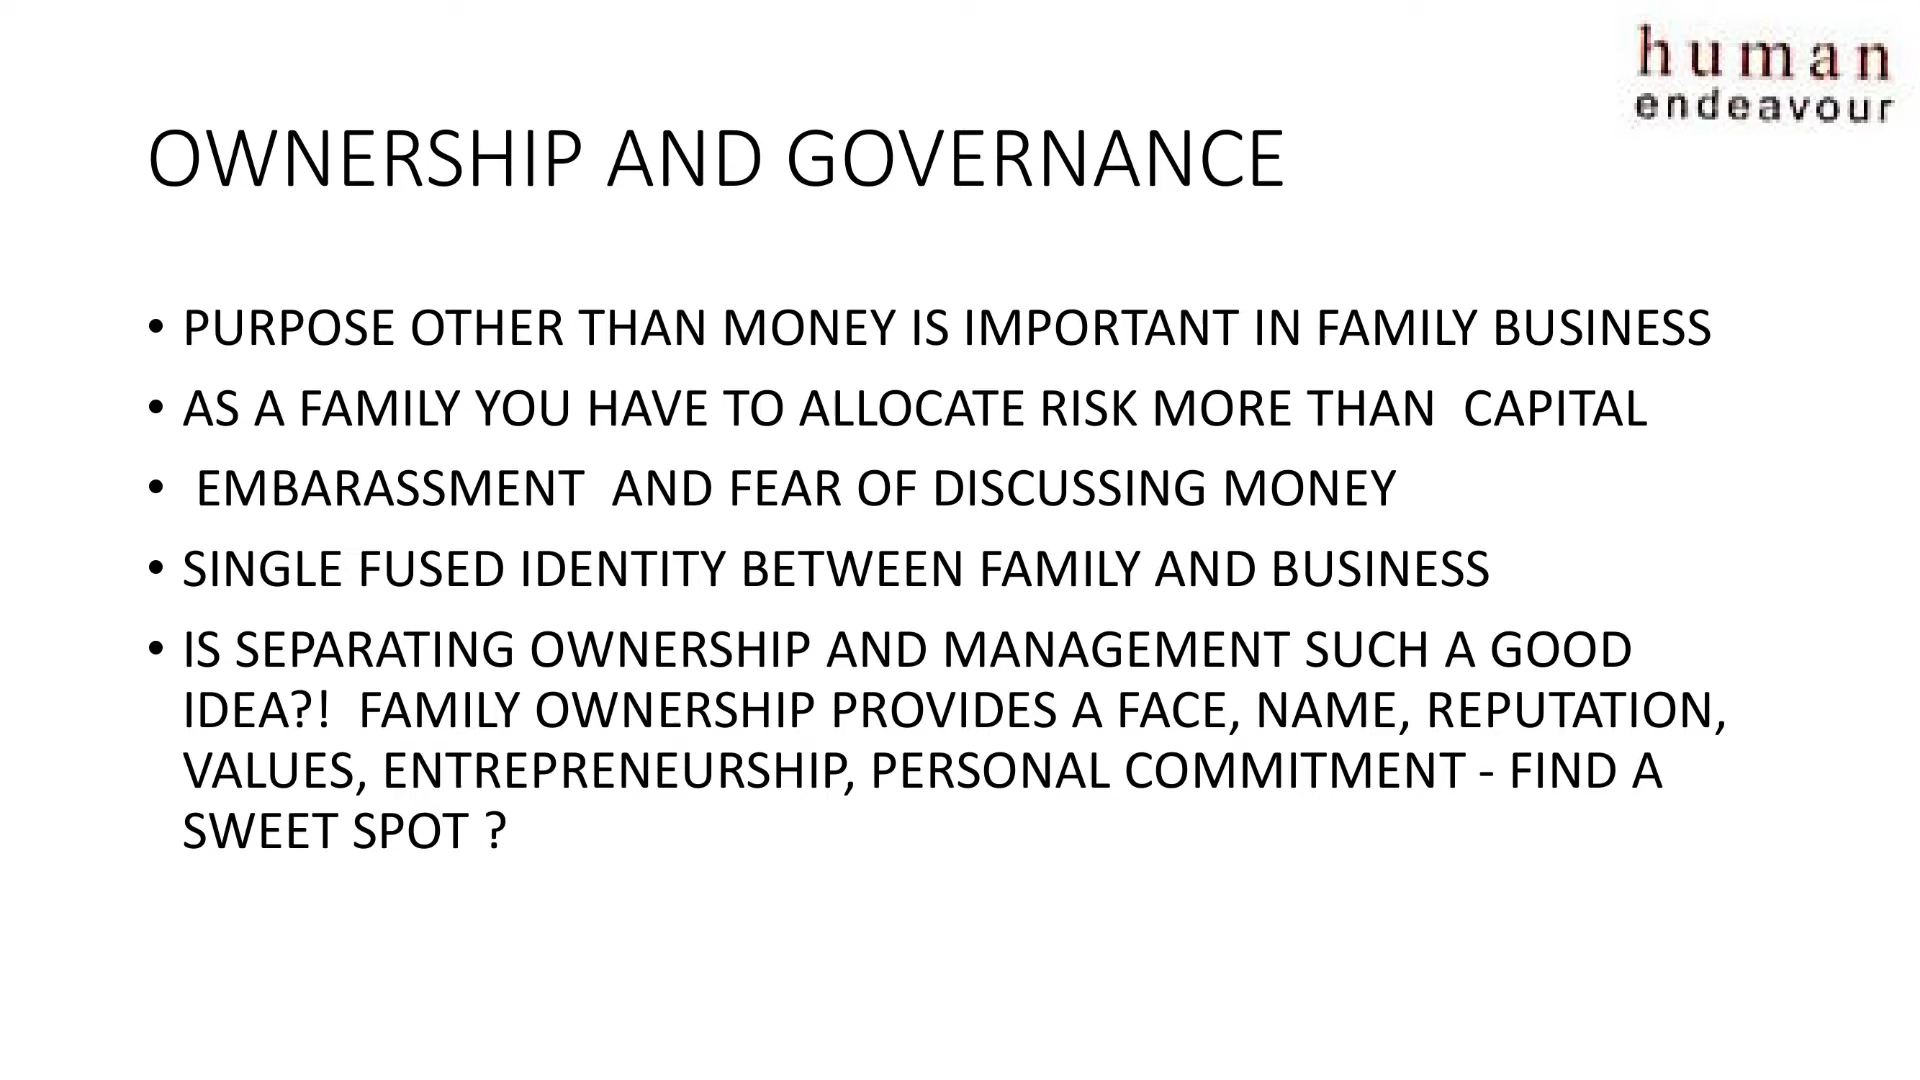 human
endeavour
OWNERSHIP AND GOVERNANCE
• PURPOSE OTHER THAN MONEY IS IMPORTANT IN FAMILY BUSINESS
• AS A FAMILY YOU HAVE TO ALLOCATE RISK MORE THAN  CAPITAL
•  EMBARASSMENT  AND FEAR OF DISCUSSING MONEY
• SINGLE FUSED IDENTITY BETWEEN FAMILY AND BUSINESS
• IS SEPARATING OWNERSHIP AND MANAGEMENT SUCH A GOOD
IDEA?!  FAMILY OWNERSHIP PROVIDES A FACE, NAME, REPUTATION,
VALUES, ENTREPRENEURSHIP, PERSONAL COMMITMENT - FIND A
SWEET SPOT ?